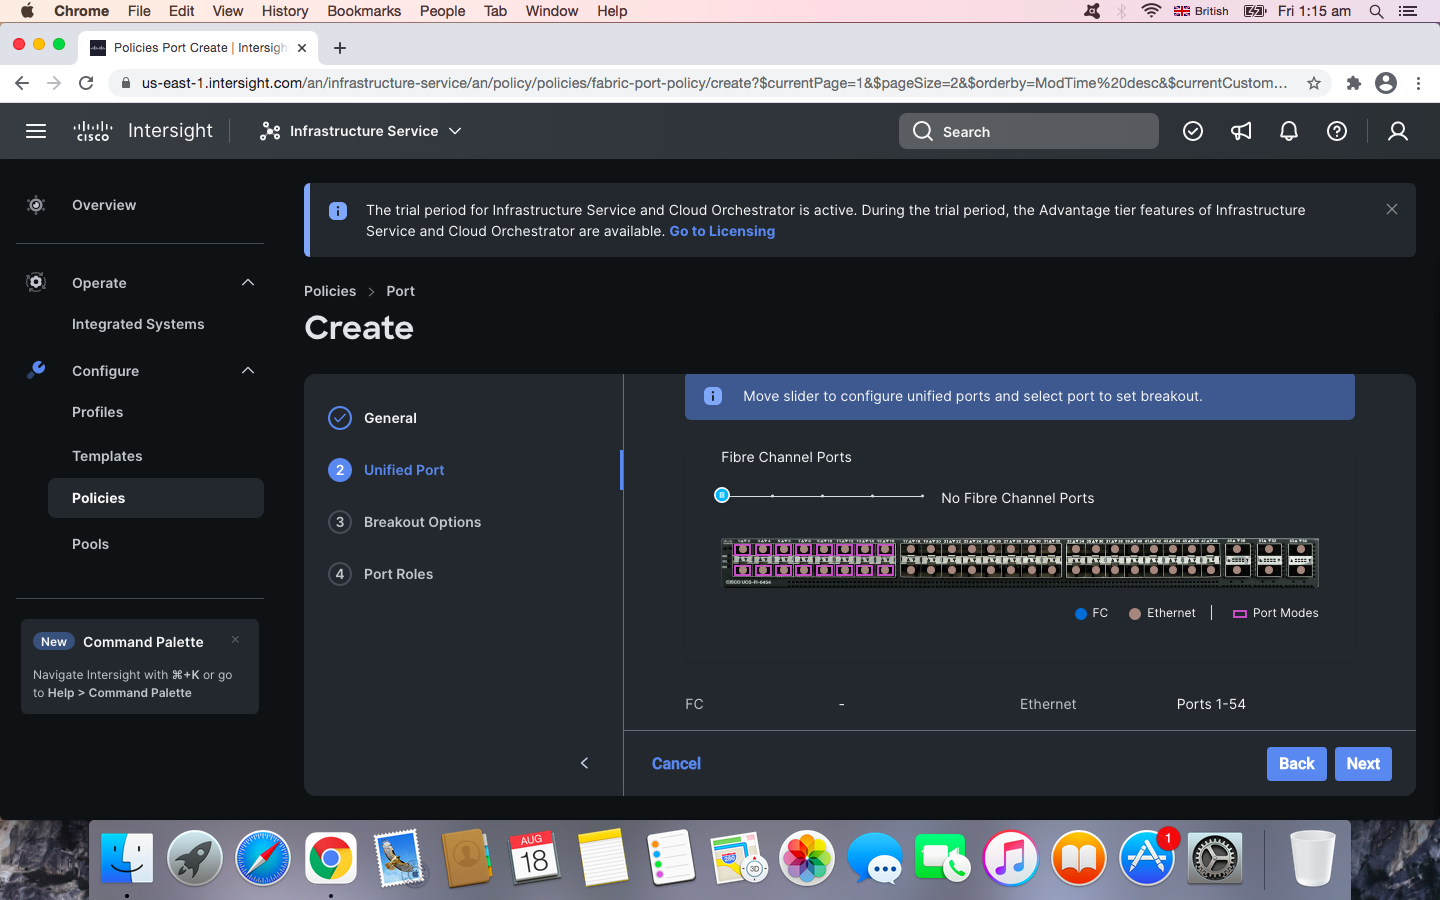 Chrome File Edit View History Bookmarks People Tab Window Help British Fri 1:15 am
Policies Port Create | Intersigh
us-east-1.intersight.com/an/infrastructure-service/an/policy/policies/fabric-port-policy/create?$currentPage=1&$pageSize=2&$orderby=ModTime%20desc&$currentCustom...
CISCO Intersight Infrastructure Service Search
Overview
Operate
Integrated Systems
Configure
Profiles
Templates
Policies
Pools
New Command Palette
Navigate Intersight with ⌘+K or go
to Help > Command Palette
The trial period for Infrastructure Service and Cloud Orchestrator is active. During the trial period, the Advantage tier features of Infrastructure
Service and Cloud Orchestrator are available. Go to Licensing
Policies > Port
Create
General
2 Unified Port
3 Breakout Options
4 Port Roles
Move slider to configure unified ports and select port to set breakout.
Fibre Channel Ports
No Fibre Channel Ports
CISCO UCS-FI-6454
FC Ethernet Port Modes
FC - Ethernet Ports 1-54
Cancel Back Next
AUG
18
280
3D
1